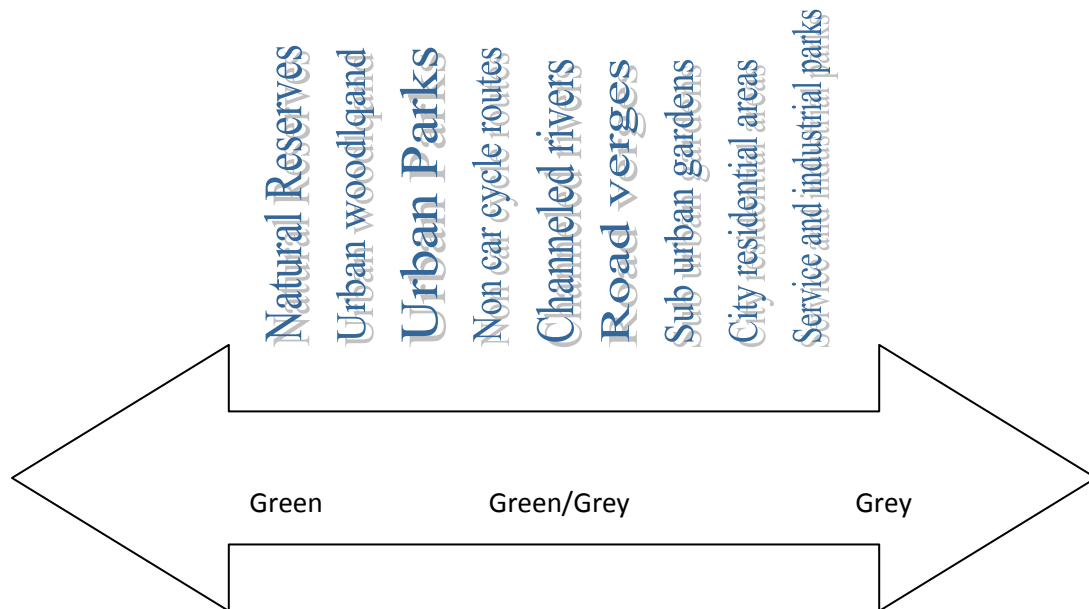 Natural Reserves
Urban woodlqand
Urban Parks
Non car cycle routes
Channeled rivers
Road verges
Sub urban gardens
City residential areas
Service and industrial parks
Green
Green/Grey
Grey